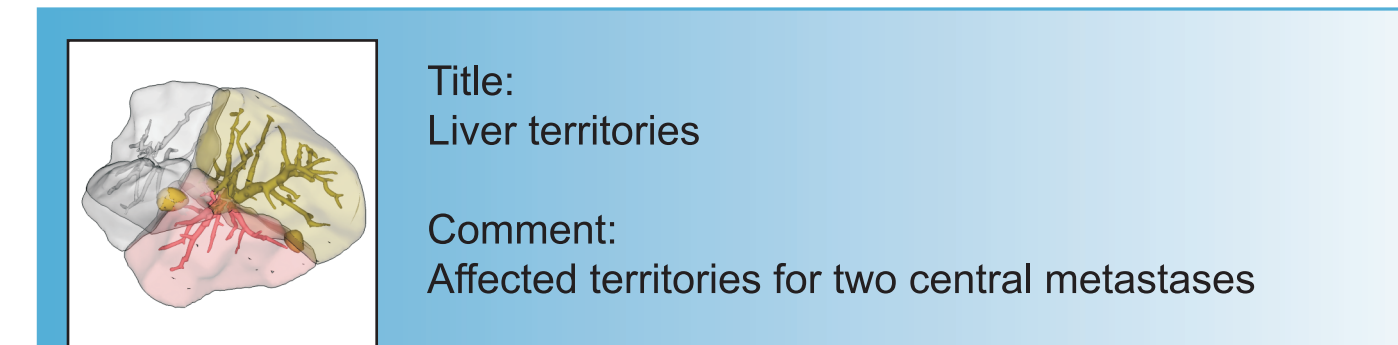 Title:
Liver territories
Comment:
Affected territories for two central metastases